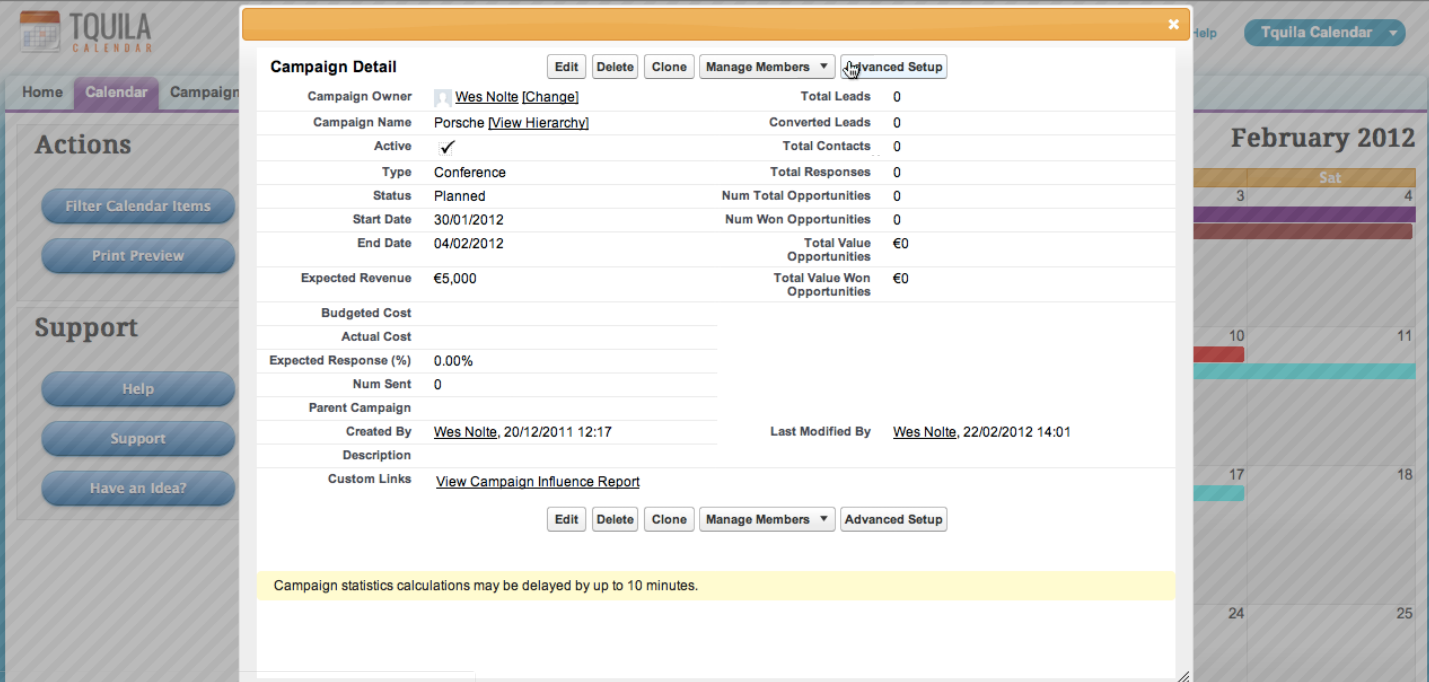 TQUILA
CALENDAR
Help
Tquila Calendar
Home Calendar Campaign
Actions
Filter Calendar Items
Print Preview
Support
Help
Support
Have an Idea?
Campaign Detail
Edit Delete Clone Manage Members Advanced Setup
Campaign Owner Wes Nolte [Change] Total Leads 0
Campaign Name Porsche [View Hierarchy] Converted Leads 0
Active Total Contacts 0
Type Conference Total Responses 0
Status Planned Num Total Opportunities 0
Start Date 30/01/2012 Num Won Opportunities 0
End Date 04/02/2012 Total Value €0
Opportunities
Expected Revenue €5,000 Total Value Won €0
Opportunities
Budgeted Cost
Actual Cost
Expected Response (%) 0.00%
Num Sent 0
Parent Campaign
Created By Wes Nolte, 20/12/2011 12:17 Last Modified By Wes Nolte, 22/02/2012 14:01
Description
Custom Links View Campaign Influence Report
Edit Delete Clone Manage Members Advanced Setup
Campaign statistics calculations may be delayed by up to 10 minutes.
February 2012
Sat
3 4
10 11
17 18
24 25